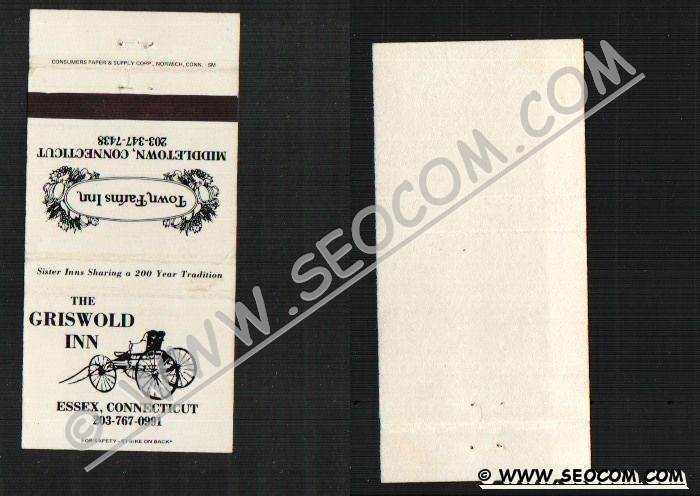 CONSUMERS PAPER & SUPPLY CORP., NORWICH, CONN. - SM
203-347-7438
MIDDLETOWN, CONNECTICUT
Town Farms Inn
Sister Inns Sharing a 200 Year Tradition
THE
GRISWOLD
INN
ESSEX, CONNECTICUT
203-767-0991
FOR SAFETY - STRIKE ON BACK
© WWW.SEOCOM.COM
© WWW.SEOCOM.COM